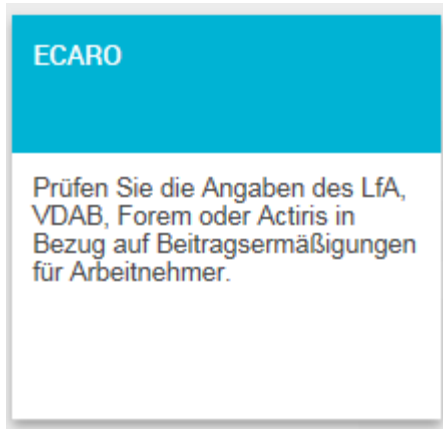 ECARO
Prüfen Sie die Angaben des LfA,
VDAB, Forem oder Actiris in
Bezug auf Beitragsermäßigungen
für Arbeitnehmer.